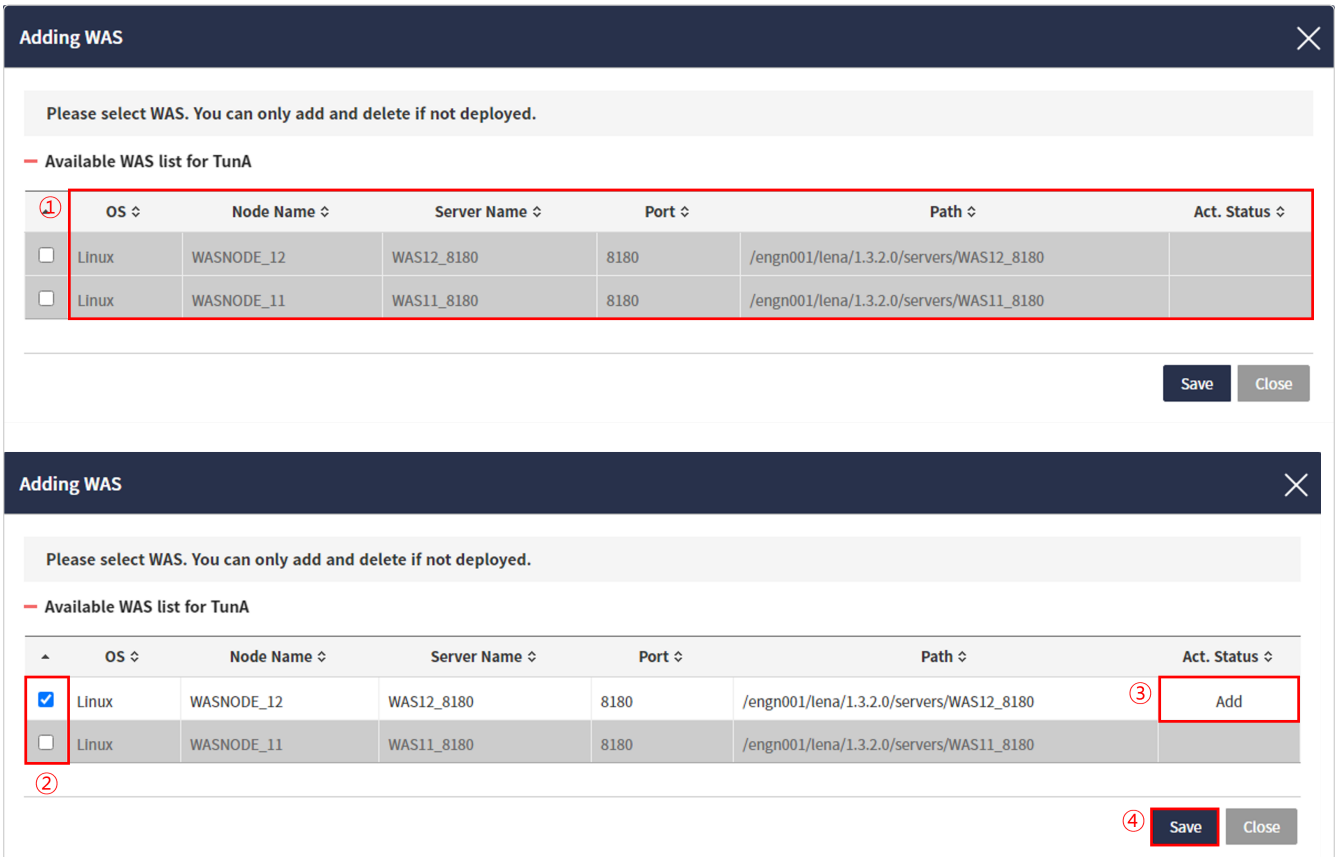 Adding WAS
Please select WAS. You can only add and delete if not deployed.
Available WAS list for TunA
① OS Node Name Server Name Port Path Act. Status
Linux WASNODE_12 WAS12_8180 8180 /engn001/lena/1.3.2.0/servers/WAS12_8180
Linux WASNODE_11 WAS11_8180 8180 /engn001/lena/1.3.2.0/servers/WAS11_8180
Save Close
Adding WAS
Please select WAS. You can only add and delete if not deployed.
Available WAS list for TunA
OS Node Name Server Name Port Path Act. Status
Linux WASNODE_12 WAS12_8180 8180 /engn001/lena/1.3.2.0/servers/WAS12_8180 ③ Add
Linux WASNODE_11 WAS11_8180 8180 /engn001/lena/1.3.2.0/servers/WAS11_8180
②
④ Save Close